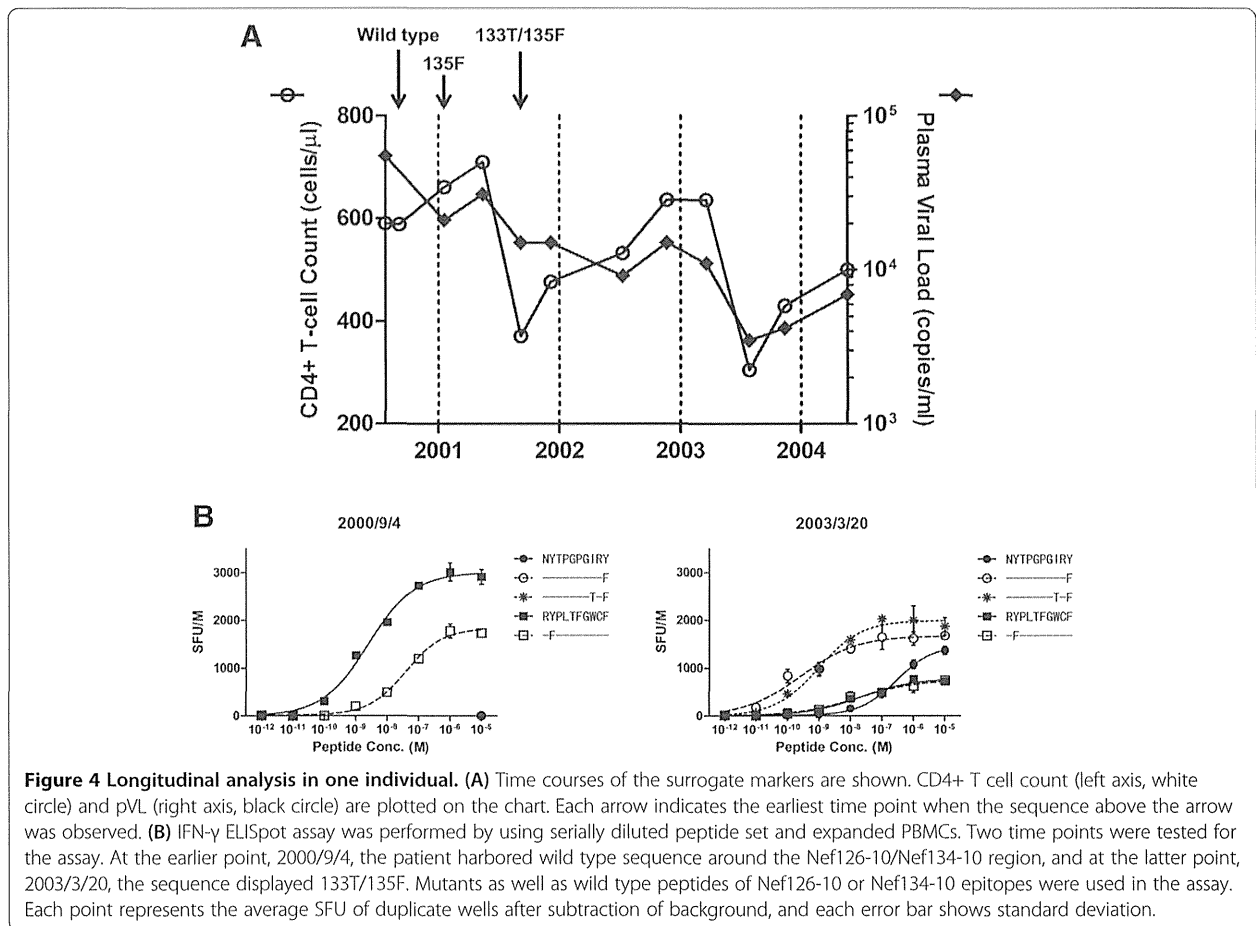 A
Wild type
133T/135F
135F
CD4+ T-cell Count (cells/μl)
800
600
400
200
Plasma Viral Load (copies/ml)
10⁵
10⁴
10³
2001
2002
2003
2004
B
2000/9/4
SFU/M
3000
2000
1000
0
10⁻¹² 10⁻¹¹ 10⁻¹⁰ 10⁻⁹ 10⁻⁸ 10⁻⁷ 10⁻⁶ 10⁻⁵
Peptide Conc. (M)
NYTPGPGIRY
---------F
-------T-F
RYPLTFGWCF
-F--------
2003/3/20
SFU/M
3000
2000
1000
0
10⁻¹² 10⁻¹¹ 10⁻¹⁰ 10⁻⁹ 10⁻⁸ 10⁻⁷ 10⁻⁶ 10⁻⁵
Peptide Conc. (M)
NYTPGPGIRY
---------F
-------T-F
RYPLTFGWCF
-F--------
Figure 4 Longitudinal analysis in one individual. (A) Time courses of the surrogate markers are shown. CD4+ T cell count (left axis, white
circle) and pVL (right axis, black circle) are plotted on the chart. Each arrow indicates the earliest time point when the sequence above the arrow
was observed. (B) IFN-γ ELISpot assay was performed by using serially diluted peptide set and expanded PBMCs. Two time points were tested for
the assay. At the earlier point, 2000/9/4, the patient harbored wild type sequence around the Nef126-10/Nef134-10 region, and at the latter point,
2003/3/20, the sequence displayed 133T/135F. Mutants as well as wild type peptides of Nef126-10 or Nef134-10 epitopes were used in the assay.
Each point represents the average SFU of duplicate wells after subtraction of background, and each error bar shows standard deviation.